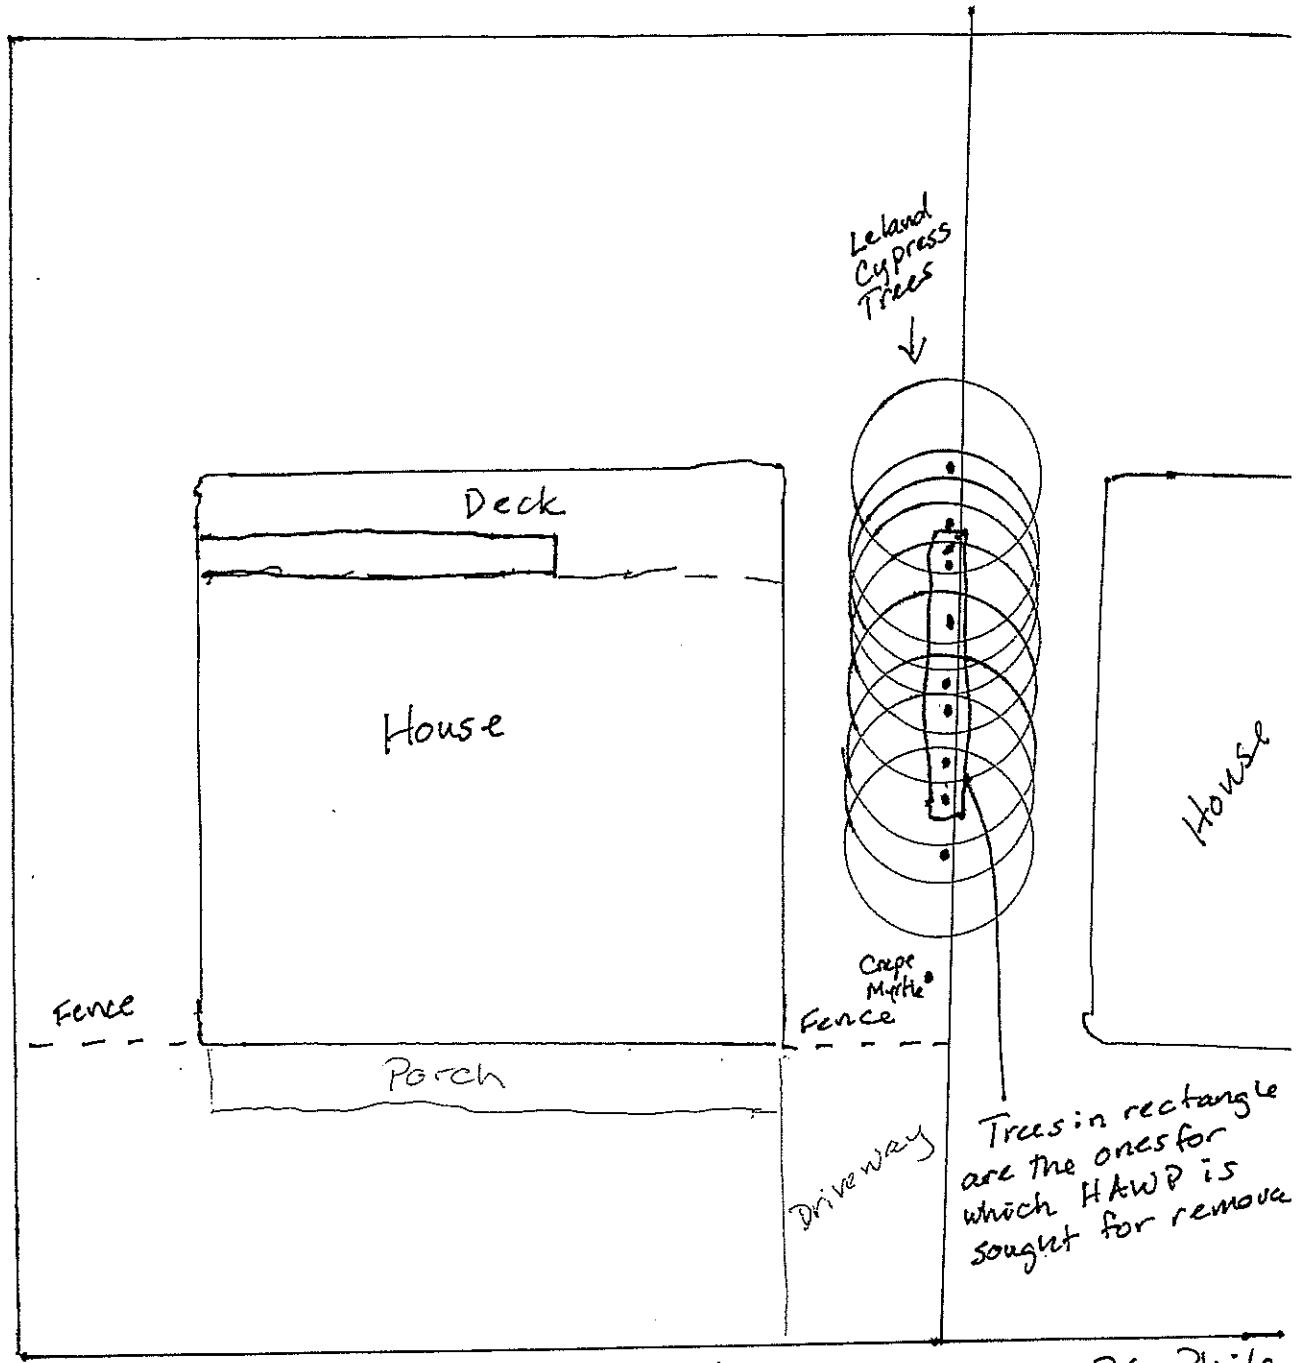 Leland
Cypress
Trees
Deck
House
House
Crape
Myrtle
Fence
Fence
Porch
Driveway
Trees in rectangle
are the ones for
which HAWP is
sought for remova